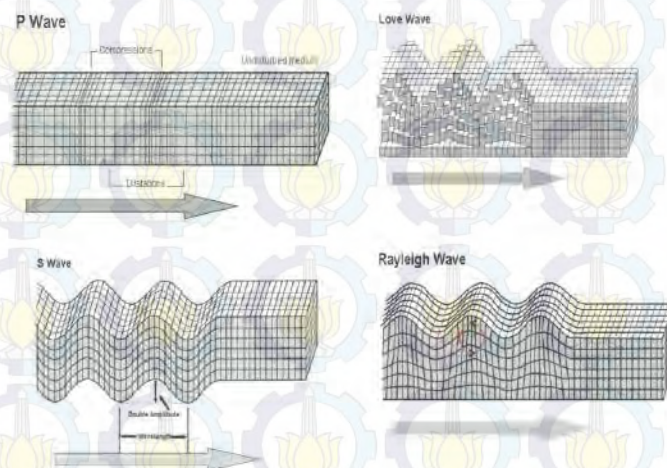 P Wave
Compressions
Undisturbed medium
Dilatations
Love Wave
S Wave
Double Amplitude
Wavelength
Rayleigh Wave